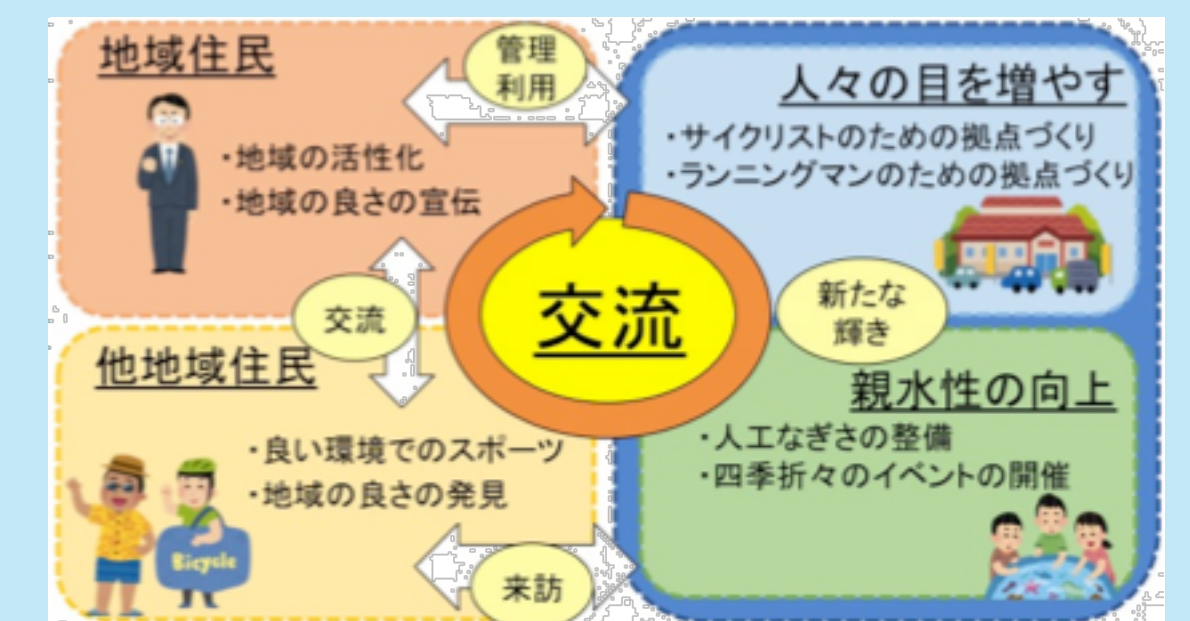 地域住民
・地域の活性化
・地域の良さの宣伝
管理
利用
人々の目を増やす
・サイクリストのための拠点づくり
・ランニングマンのための拠点づくり
交流
交流
新たな
輝き
他地域住民
・良い環境でのスポーツ
・地域の良さの発見
Bicycle
親水性の向上
・人工なぎさの整備
・四季折々のイベントの開催
来訪